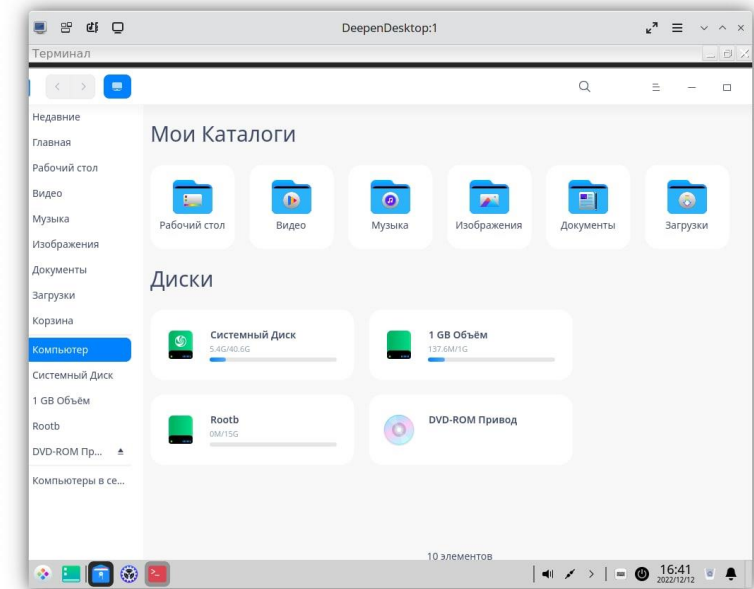 DeepenDesktop:1
Терминал
Недавние
Главная
Рабочий стол
Видео
Музыка
Изображения
Документы
Загрузки
Корзина
Компьютер
Системный Диск
1 GB Объём
Rootb
DVD-ROM Пр...
Компьютеры в се...
Мои Каталоги
Рабочий стол
Видео
Музыка
Изображения
Документы
Загрузки
Диски
Системный Диск
5.4G/40.6G
1 GB Объём
137.6M/1G
Rootb
0M/15G
DVD-ROM Привод
10 элементов
16:41
2022/12/12